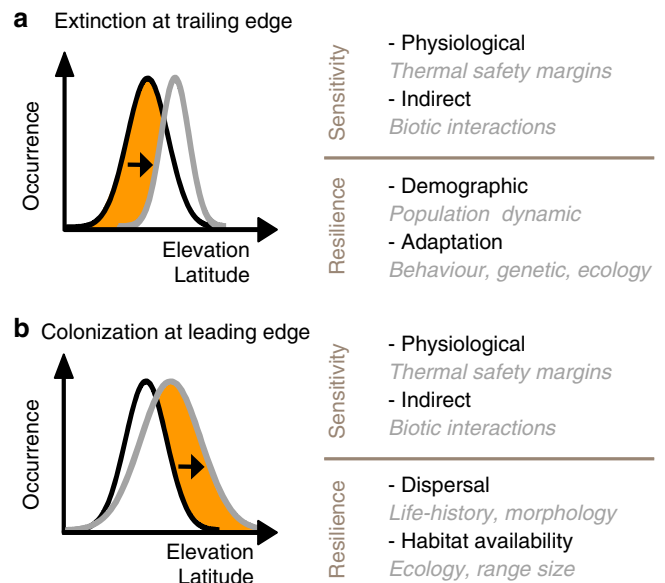 a Extinction at trailing edge
Occurrence
Elevation
Latitude
Sensitivity
- Physiological
Thermal safety margins
- Indirect
Biotic interactions
Resilience
- Demographic
Population dynamic
- Adaptation
Behaviour, genetic, ecology
b Colonization at leading edge
Occurrence
Elevation
Latitude
Sensitivity
- Physiological
Thermal safety margins
- Indirect
Biotic interactions
Resilience
- Dispersal
Life-history, morphology
- Habitat availability
Ecology, range size